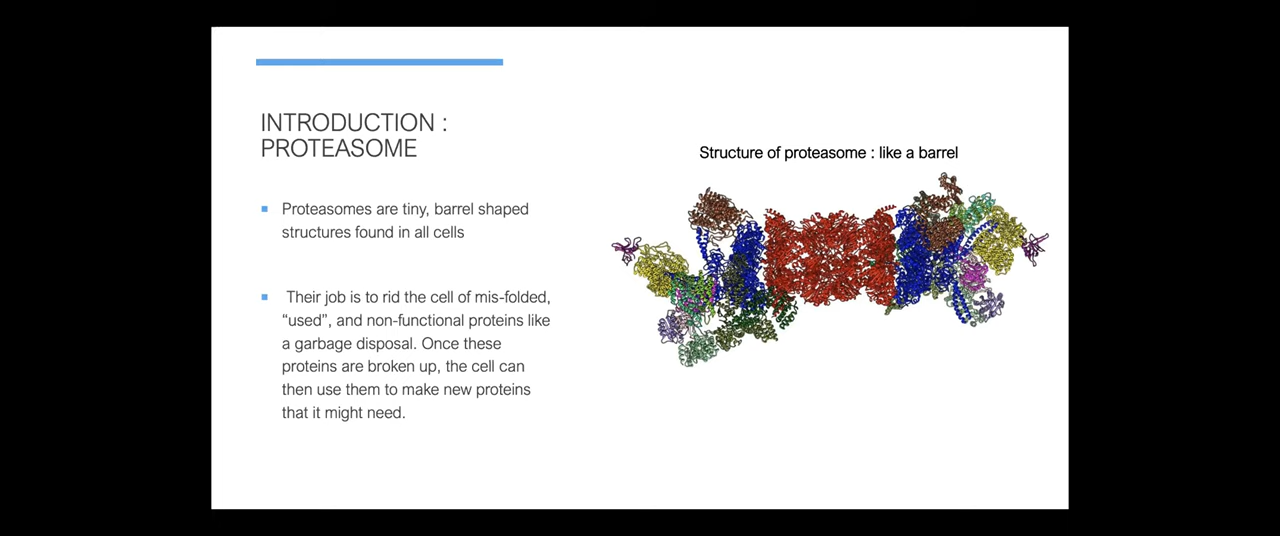 INTRODUCTION :
PROTEASOME
Structure of proteasome : like a barrel
Proteasomes are tiny, barrel shaped
structures found in all cells
Their job is to rid the cell of mis-folded,
“used”, and non-functional proteins like
a garbage disposal. Once these
proteins are broken up, the cell can
then use them to make new proteins
that it might need.